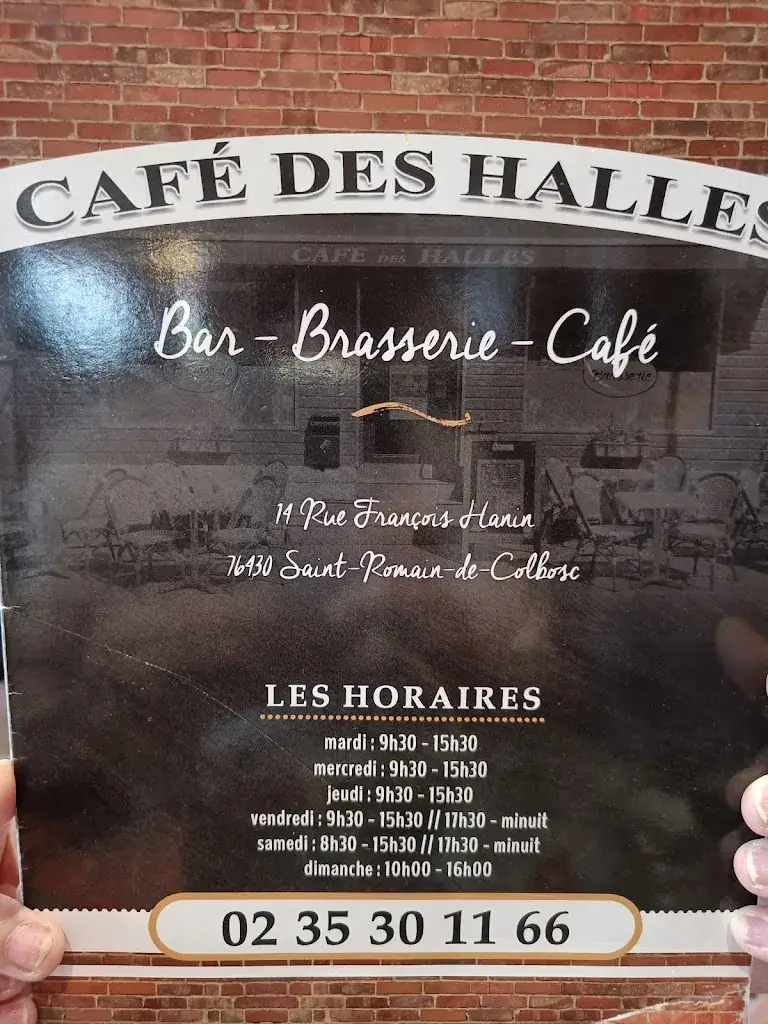 CAFÉ DES HALLES
CAFE DES HALLES
Bar - Brasserie - Café
Brasserie
14 Rue François Hanin
76430 Saint-Romain-de-Colbosc
LES HORAIRES
mardi : 9h30 - 15h30
mercredi : 9h30 - 15h30
jeudi : 9h30 - 15h30
vendredi : 9h30 - 15h30 // 17h30 - minuit
samedi : 8h30 - 15h30 // 17h30 - minuit
dimanche : 10h00 - 16h00
02 35 30 11 66